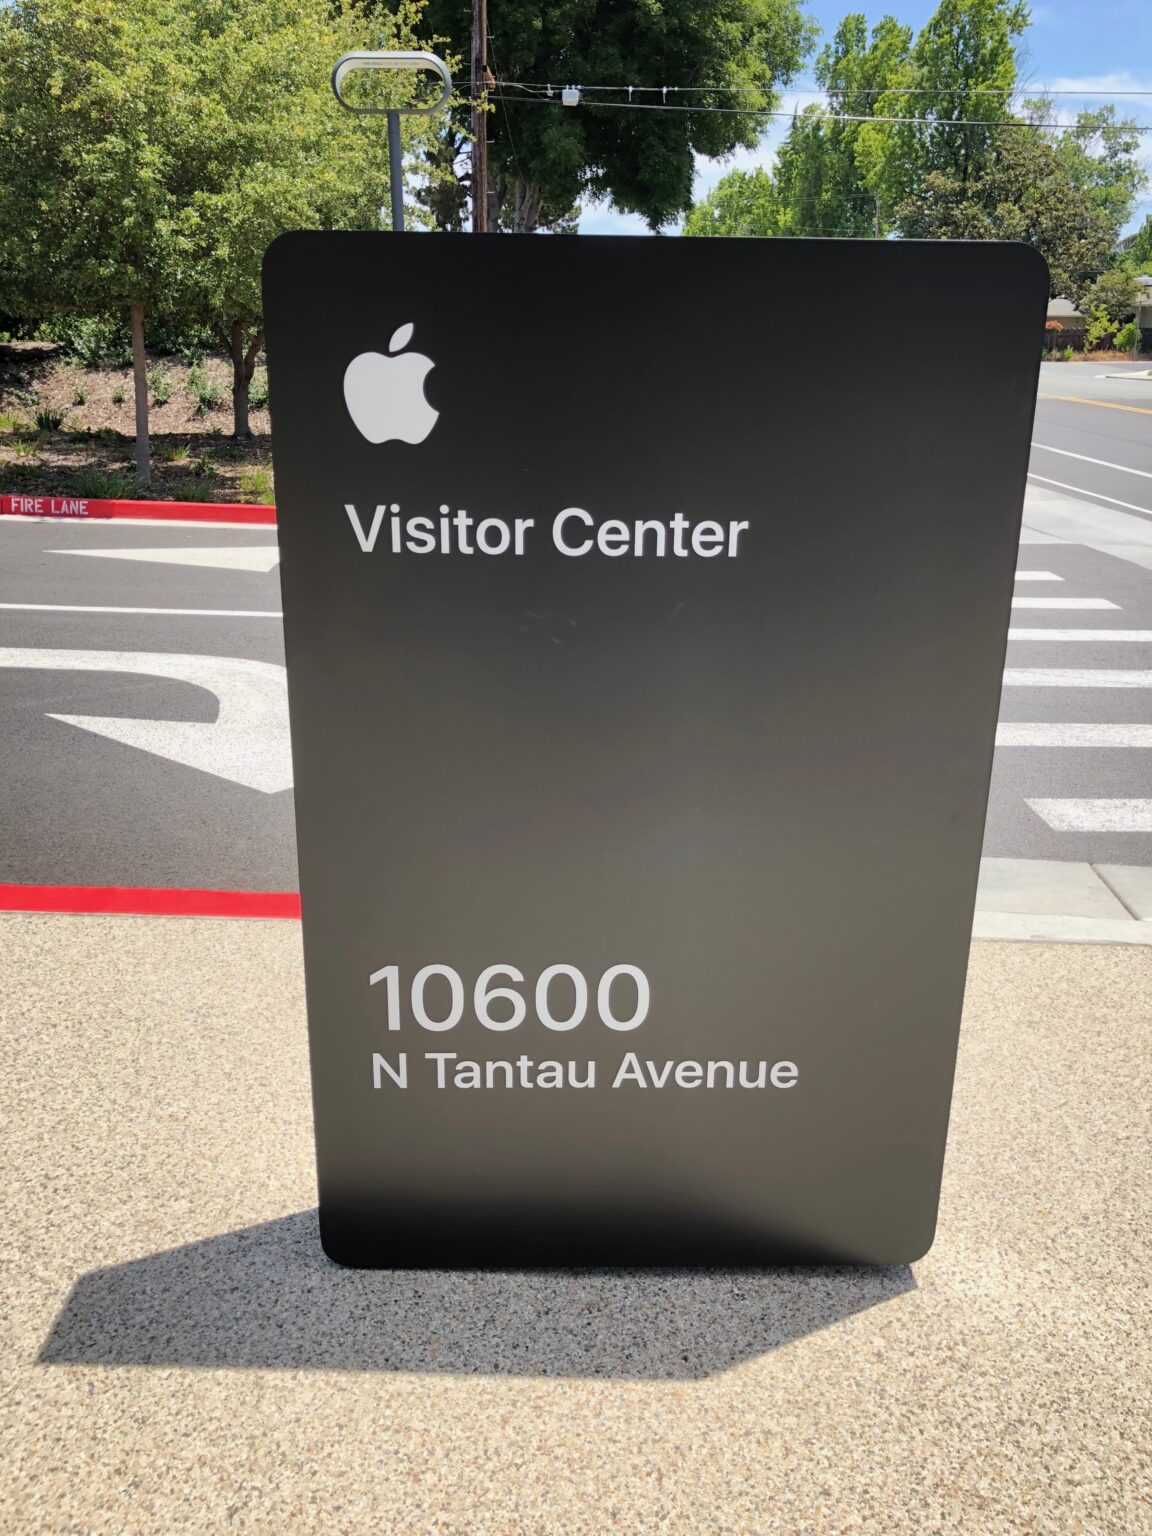 FIRE LANE
Visitor Center
10600
N Tantau Avenue